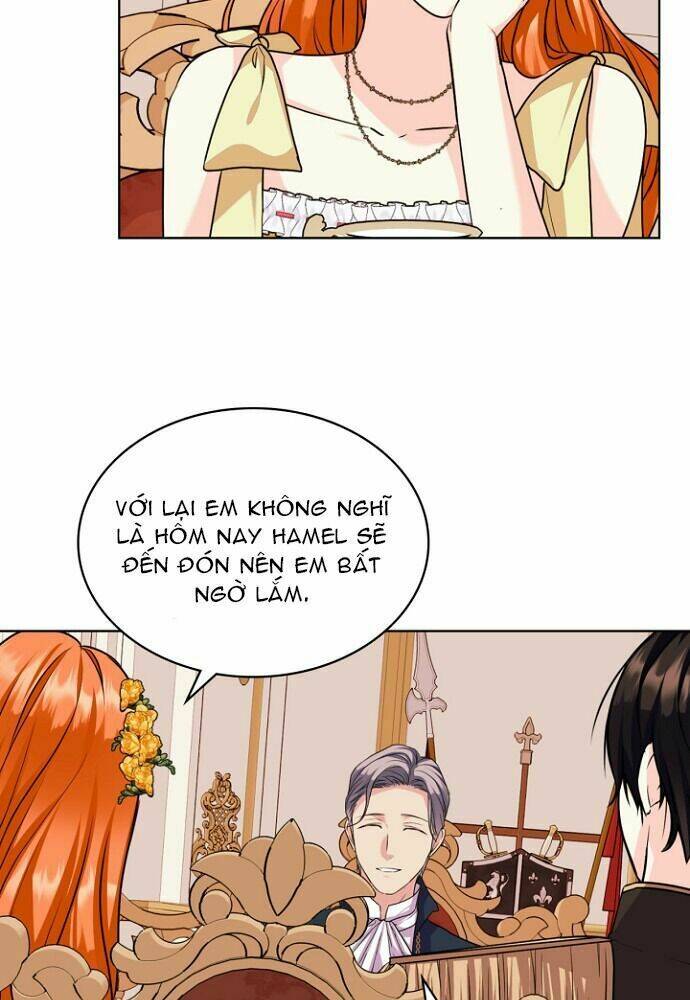 VỚI LẠI EM KHÔNG NGHĨ
LÀ HÔM NAY HAMEL SẼ
ĐẾN ĐÓN NÊN EM BẤT
NGỜ LẮM.